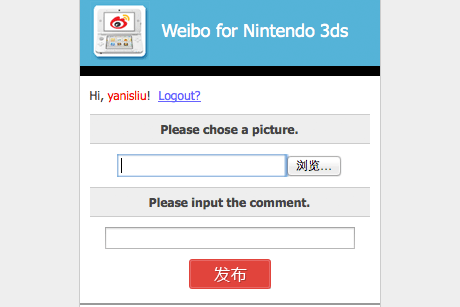 Weibo for Nintendo 3ds
Hi, yanisliu! Logout?
Please chose a picture.
浏览...
Please input the comment.
发布